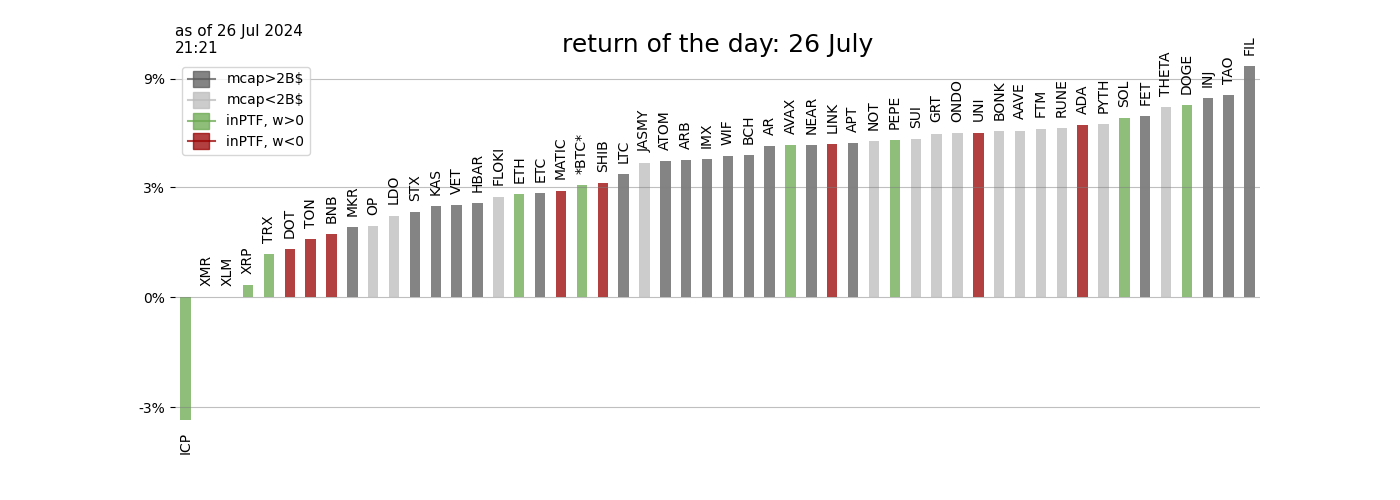 as of 26 Jul 2024
21:21
return of the day: 26 July
mcap>2B$
mcap<2B$
inPTF, w>0
inPTF, w<0
9%
3%
0%
-3%
ICP
XMR
XLM
XRP
TRX
DOT
TON
BNB
MKR
OP
LDO
STX
KAS
VET
HBAR
FLOKI
ETH
ETC
MATIC
*BTC*
SHIB
LTC
JASMY
ATOM
ARB
IMX
WIF
BCH
AR
AVAX
NEAR
LINK
APT
NOT
PEPE
SUI
GRT
ONDO
UNI
BONK
AAVE
FTM
RUNE
ADA
PYTH
SOL
FET
THETA
DOGE
INJ
TAO
FIL